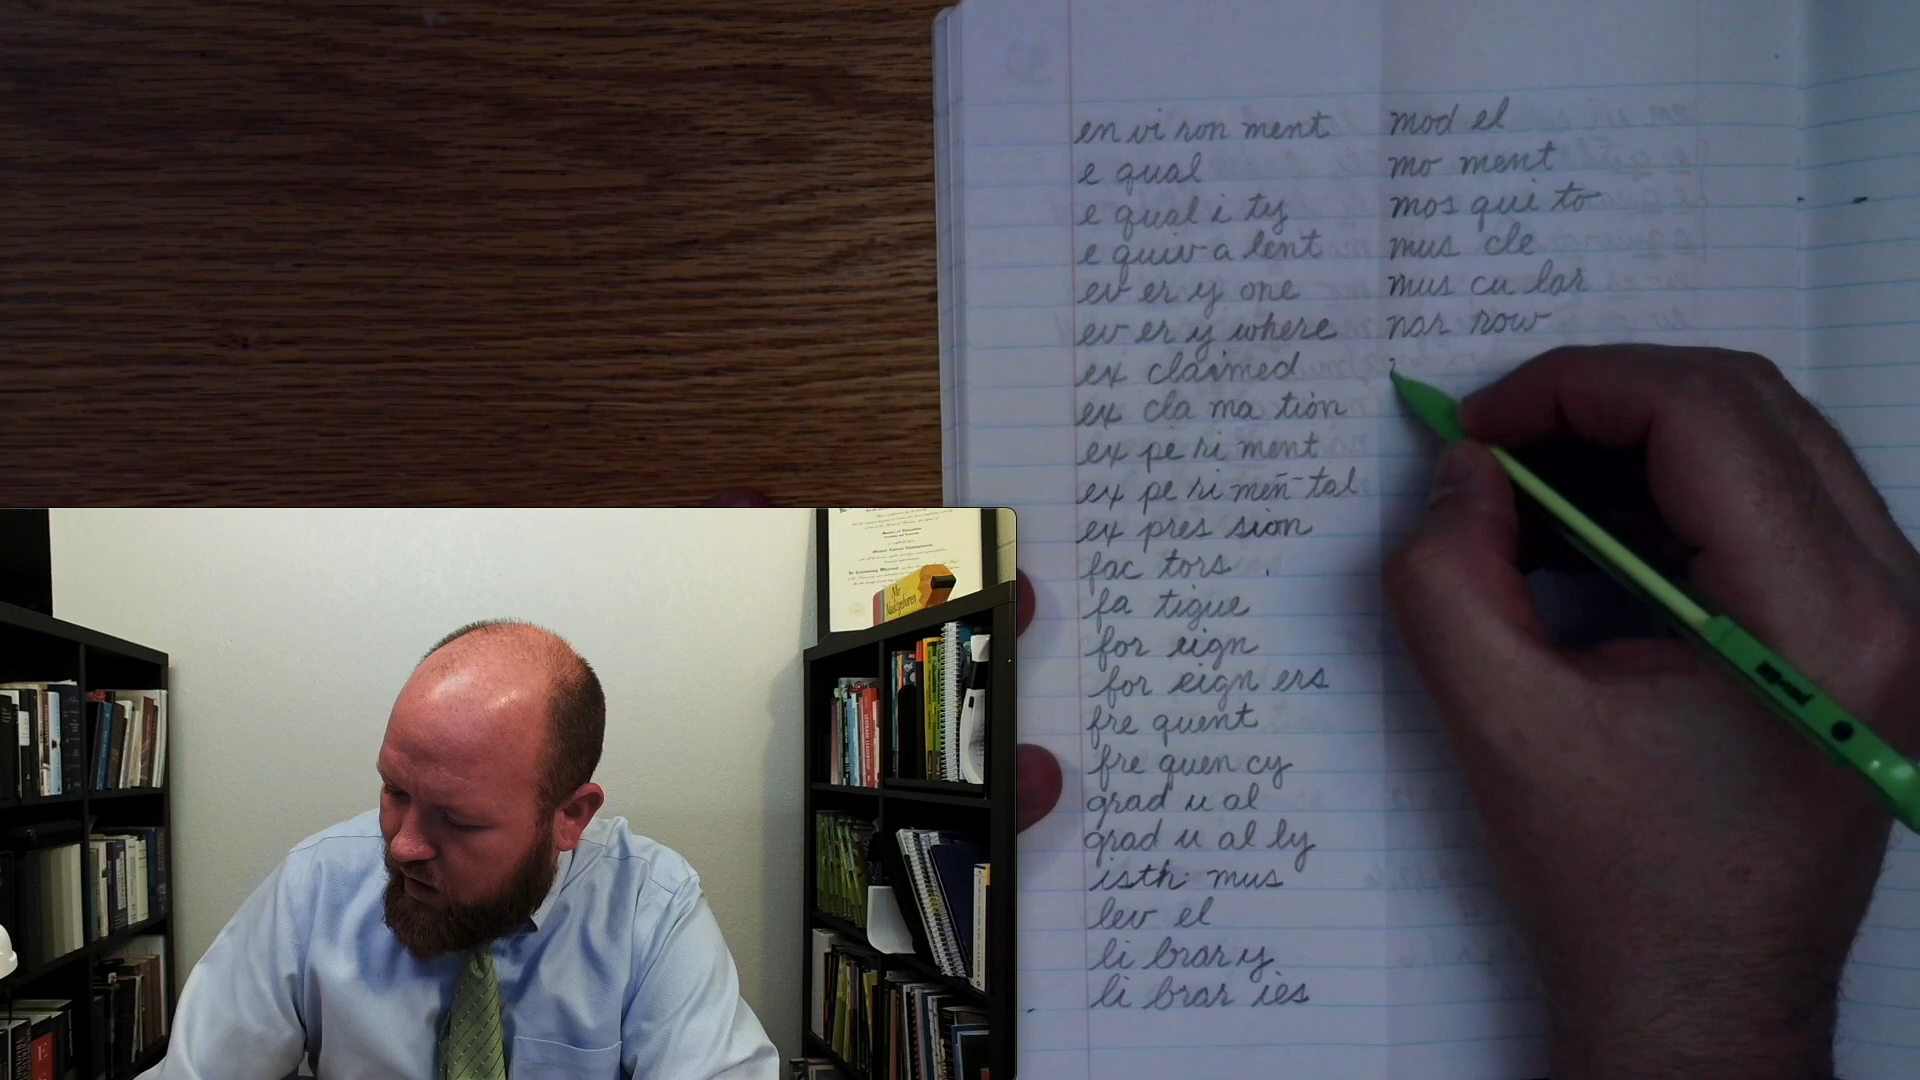 en vi ron ment
e qual
e qual i ty
e quiv a lent
ev er y one
ev er y where
ex claimed
ex cla ma tion
ex pe ri ment
ex pe ri men-tal
ex pres sion
fac tors
fa tigue
for eign
for eign ers
fre quent
fre quen cy
grad u al
grad u al ly
isth mus
lev el
li brar y
li brar ies
mod el
mo ment
mos qui to
mus cle
mus cu lar
nar row
Mr
Naalgeboren